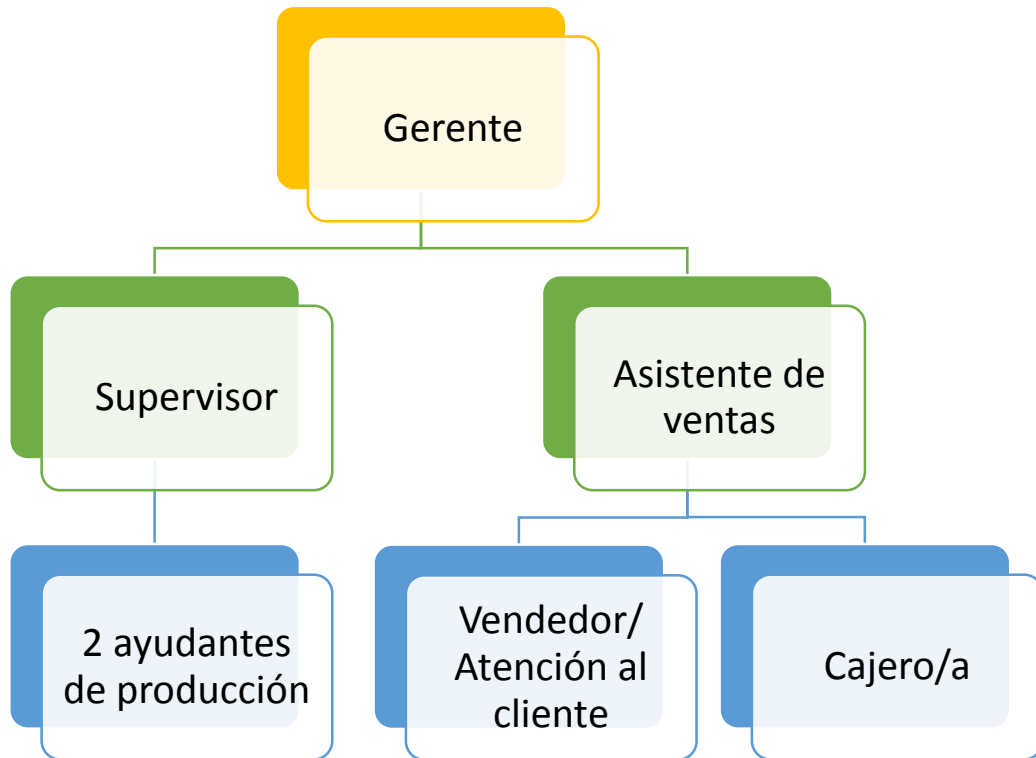 Gerente
Supervisor
Asistente de
ventas
2 ayudantes
de producción
Vendedor/
Atención al
cliente
Cajero/a